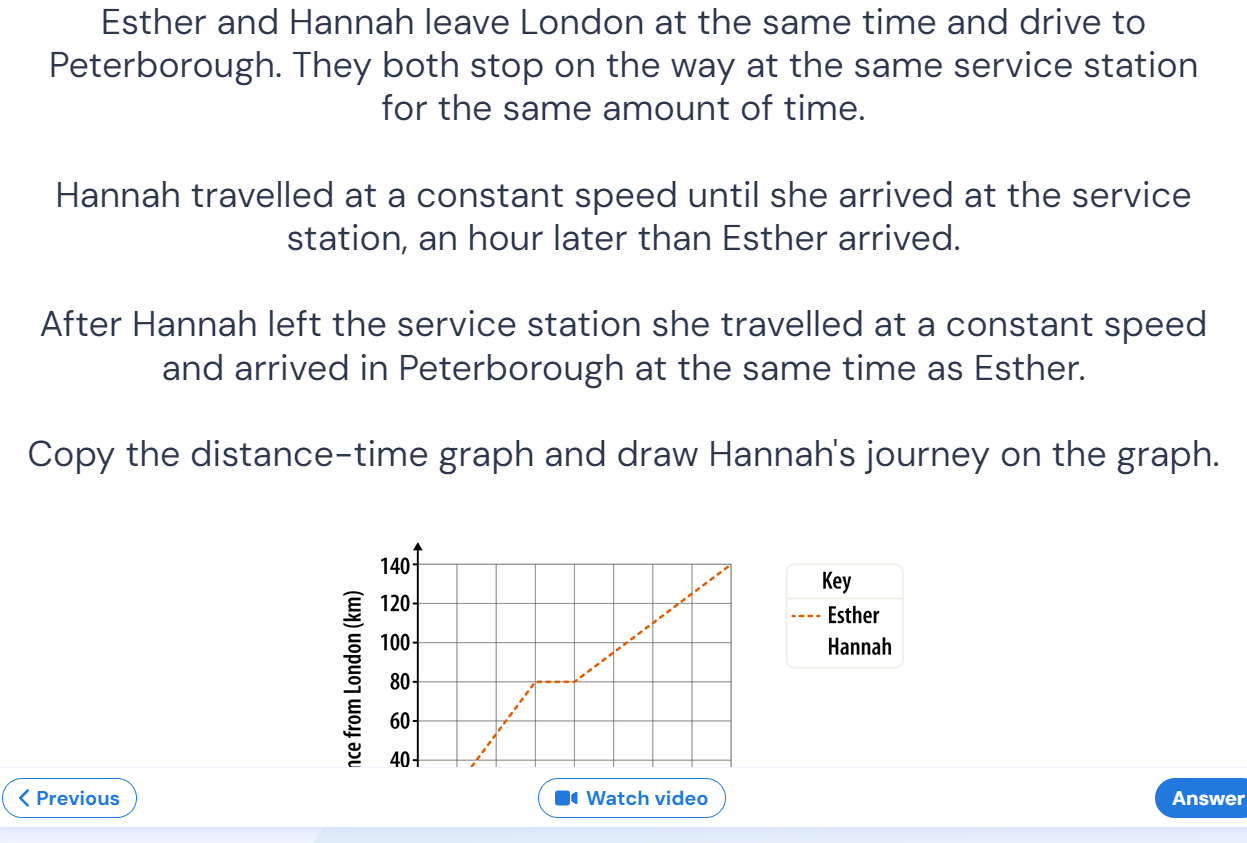 Esther and Hannah leave London at the same time and drive to
Peterborough. They both stop on the way at the same service station
for the same amount of time.
Hannah travelled at a constant speed until she arrived at the service
station, an hour later than Esther arrived.
After Hannah left the service station she travelled at a constant speed
and arrived in Peterborough at the same time as Esther.
Copy the distance-time graph and draw Hannah's journey on the graph.
140
120
100
80
60
40
nce from London (km)
Key
Esther
Hannah
Previous
Watch video
Answer